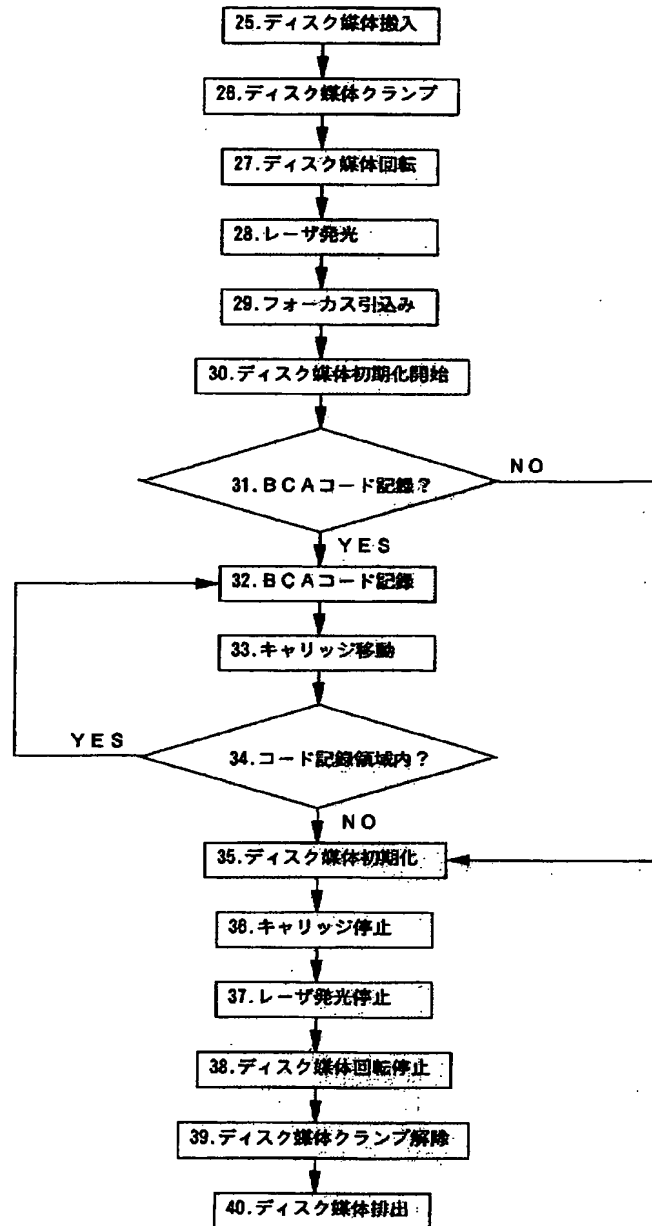 25.ディスク媒体搬入
26.ディスク媒体クランプ
27.ディスク媒体回転
28.レーザ発光
29.フォーカス引込み
30.ディスク媒体初期化開始
31.BCAコード記録?
NO
YES
32.BCAコード記録
33.キャリッジ移動
YES
34.コード記録領域内?
NO
35.ディスク媒体初期化
36.キャリッジ停止
37.レーザ発光停止
38.ディスク媒体回転停止
39.ディスク媒体クランプ解除
40.ディスク媒体排出